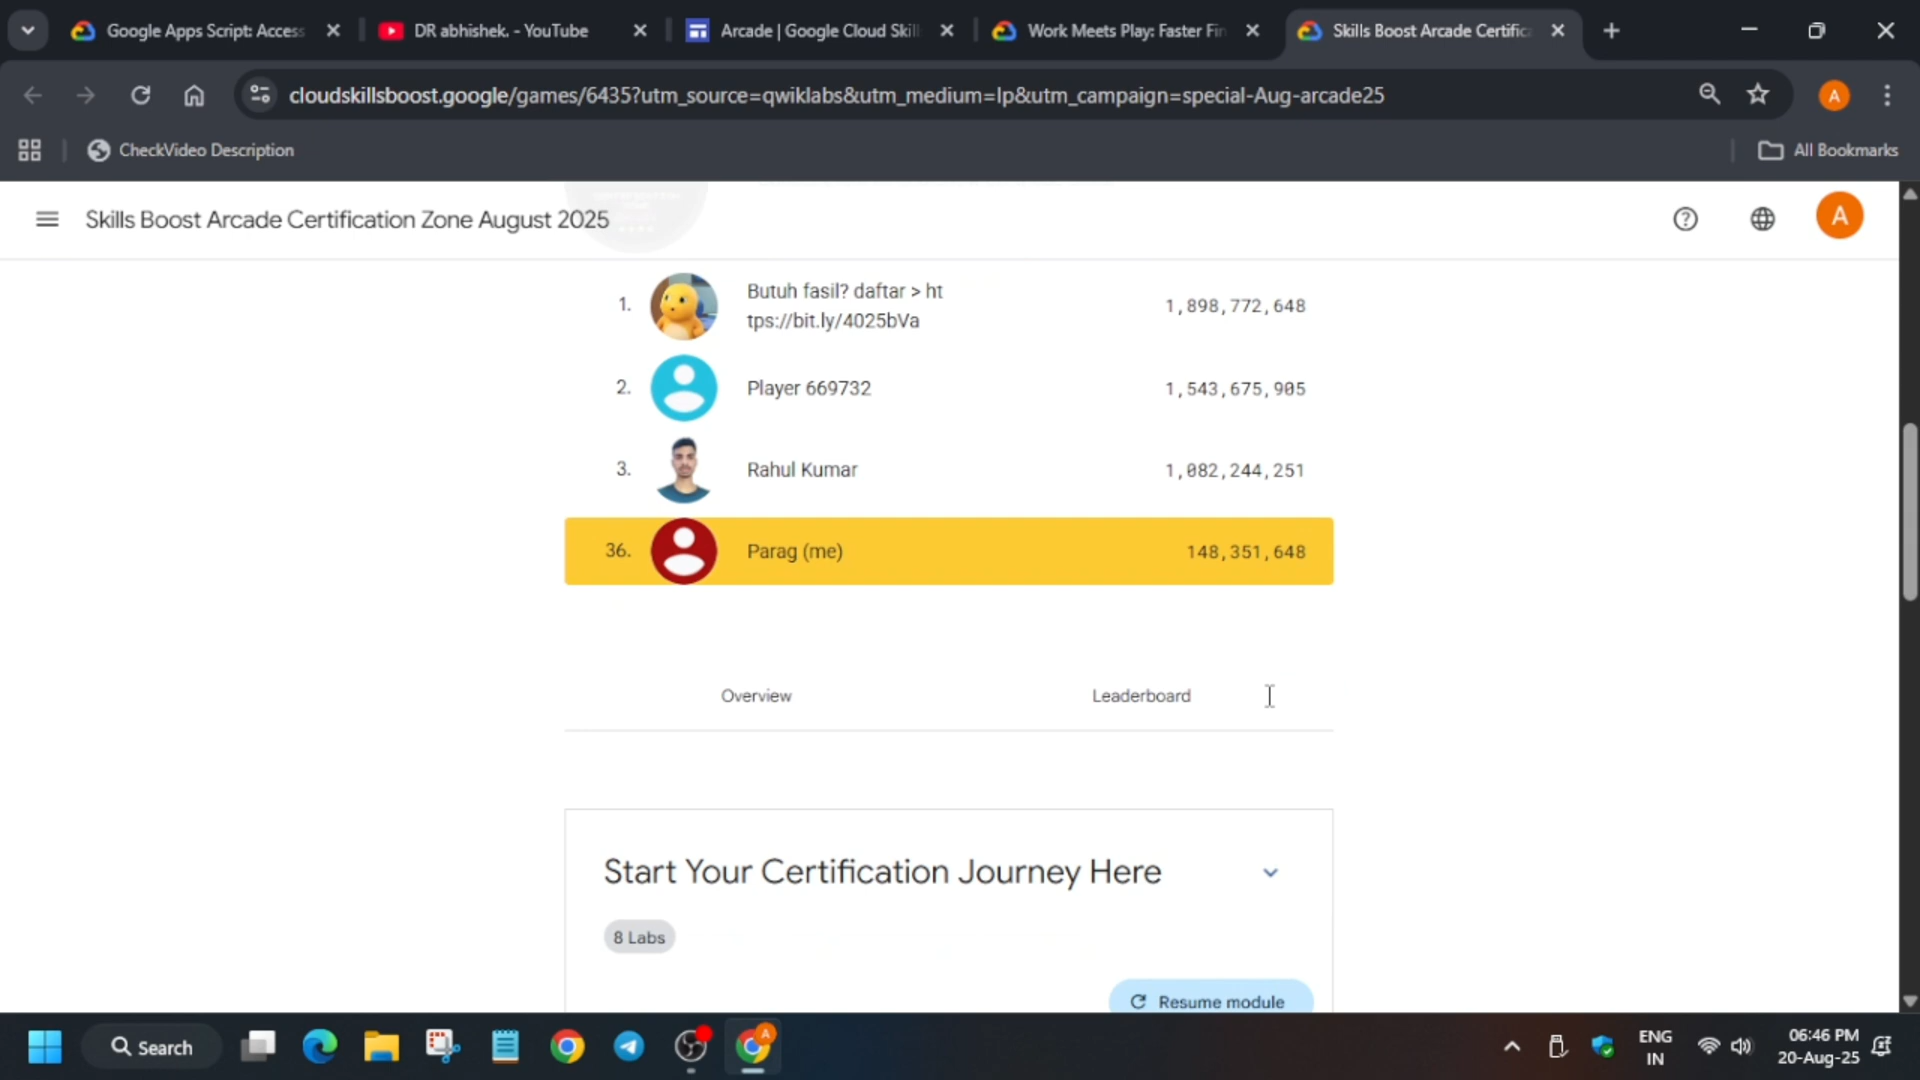 Google Apps Script: Access
DR abhishek. - YouTube
Arcade | Google Cloud Skil
Work Meets Play: Faster Fin
Skills Boost Arcade Certific
cloudskillsboost.google/games/6435?utm_source=qwiklabs&utm_medium=lp&utm_campaign=special-Aug-arcade25
A
CheckVideo Description
All Bookmarks
Skills Boost Arcade Certification Zone August 2025
A
1.
Butuh fasil? daftar > ht
tps://bit.ly/4025bVa
1,898,772,648
2.
Player 669732
1,543,675,905
3.
Rahul Kumar
1,082,244,251
36.
Parag (me)
148,351,648
Overview
Leaderboard
Start Your Certification Journey Here
8 Labs
Resume module
Search
A
ENG
IN
06:46 PM
20-Aug-25